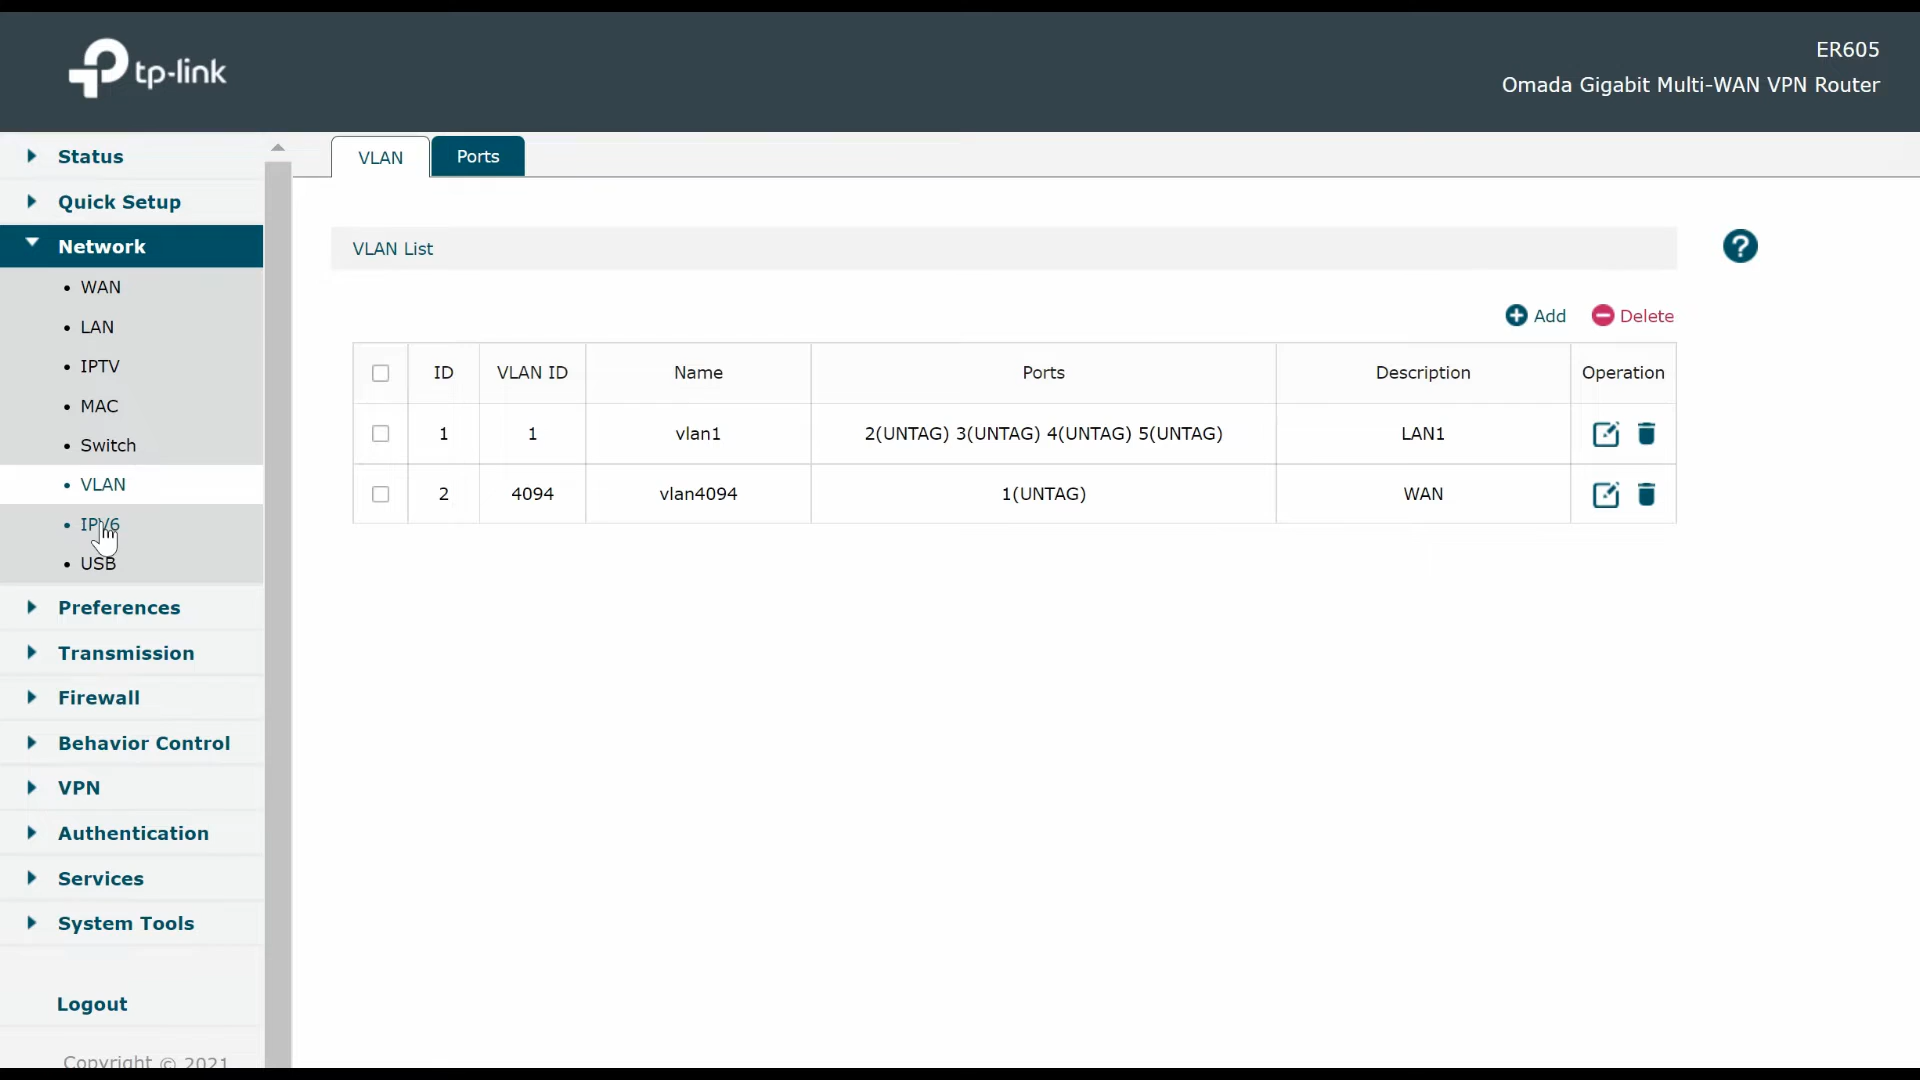 tp-link
ER605
Omada Gigabit Multi-WAN VPN Router
Status
Quick Setup
Network
WAN
LAN
IPTV
MAC
Switch
VLAN
IPV6
USB
Preferences
Transmission
Firewall
Behavior Control
VPN
Authentication
Services
System Tools
Logout
Copyright © 2021
VLAN Ports
VLAN List
?
Add Delete
ID VLAN ID Name Ports Description Operation
1 1 vlan1 2(UNTAG) 3(UNTAG) 4(UNTAG) 5(UNTAG) LAN1
2 4094 vlan4094 1(UNTAG) WAN